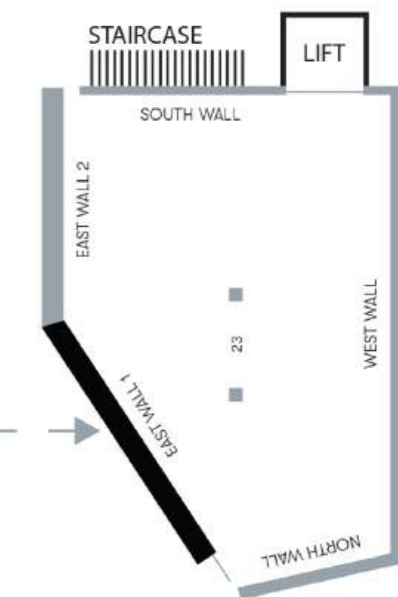 STAIRCASE
LIFT
SOUTH WALL
EAST WALL 2
WEST WALL
23
EAST WALL 1
NORTH WALL